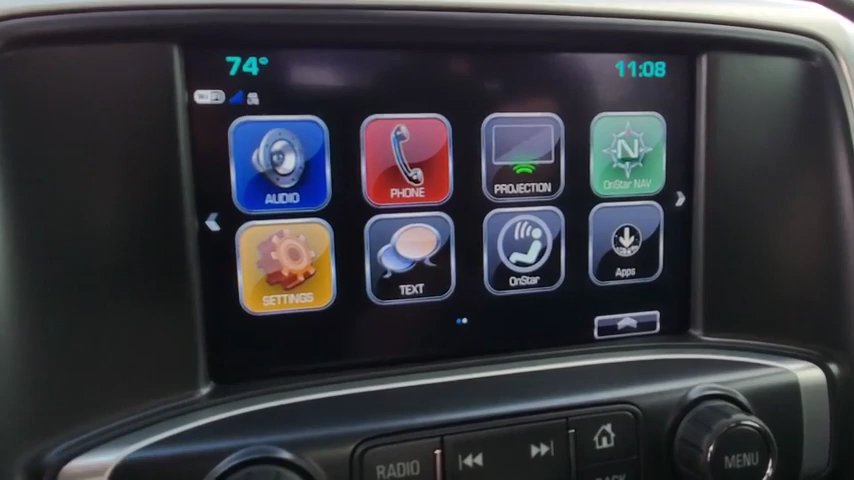 74°
11:08
AUDIO
PHONE
PROJECTION
N
OnStar NAV
SETTINGS
TEXT
OnStar
Apps
RADIO
MENU